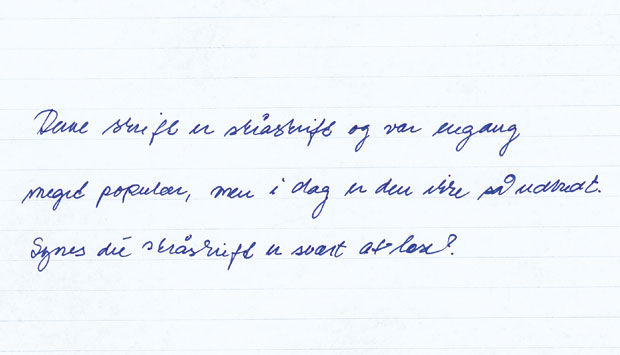 Denne skrift er skråskrift og var engang
meget populær, men i dag er den ikke så udbredt.
Synes du skråskrift er svært at læse?